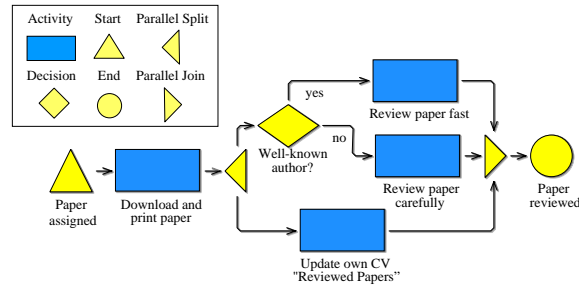 Activity
Start
Parallel Split
Decision
End
Parallel Join
yes
Review paper fast
Well-known
author?
no
Review paper
carefully
Paper
assigned
Download and
print paper
Paper
reviewed
Update own CV
"Reviewed Papers”